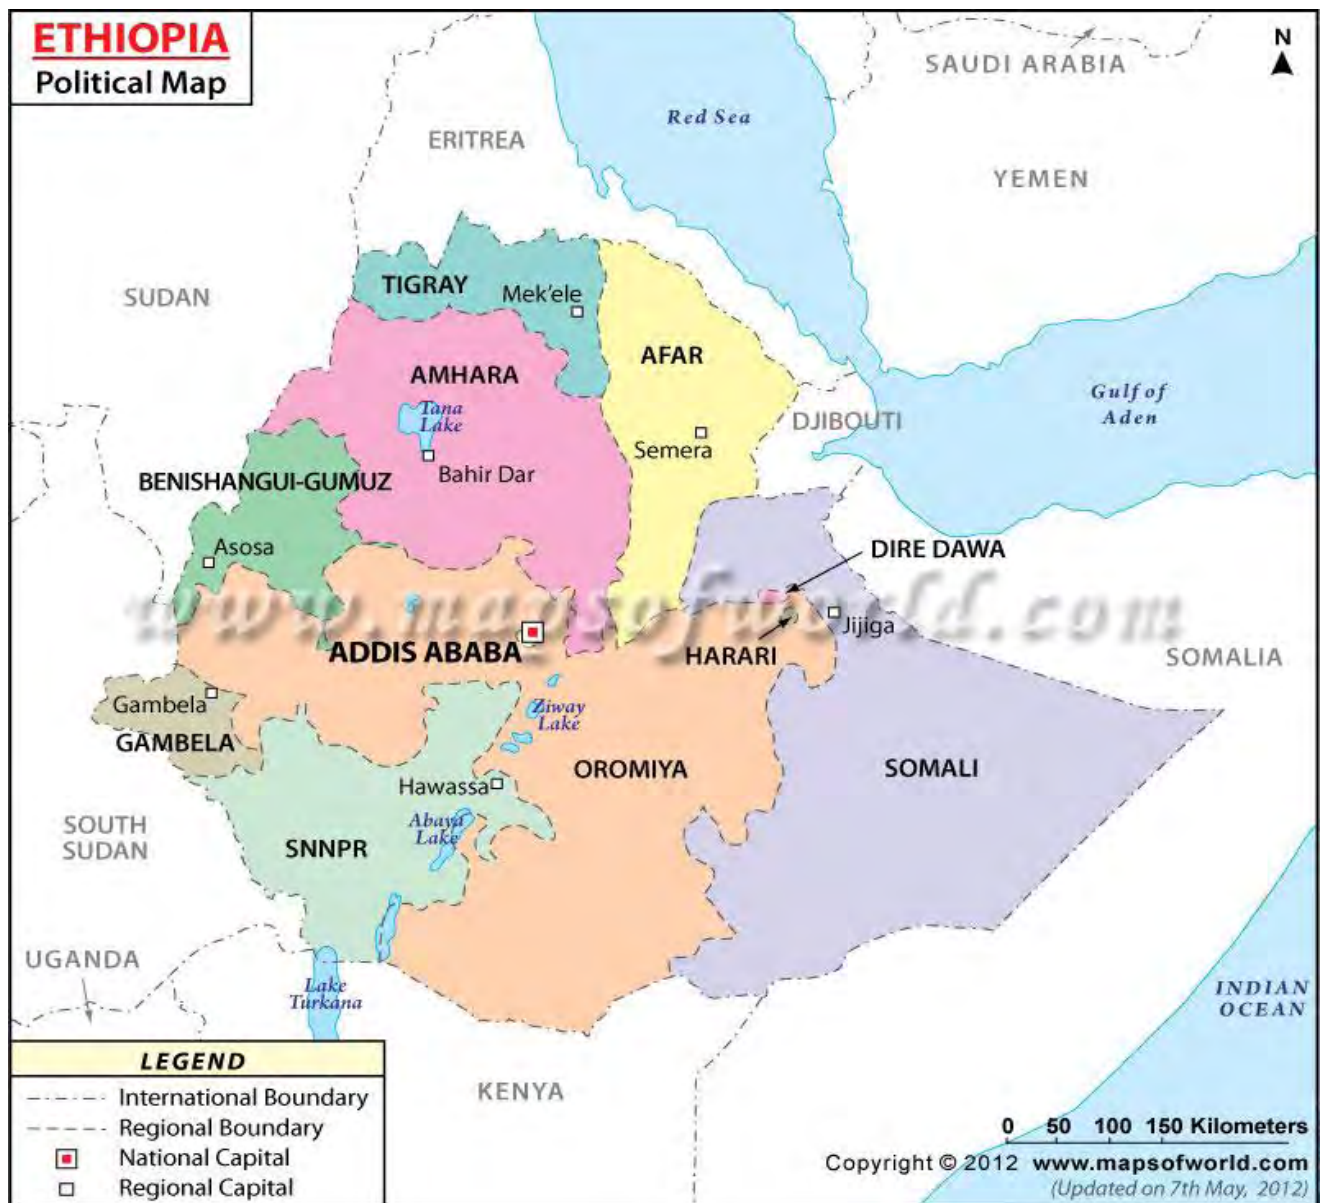 ETHIOPIA
Political Map
N
SAUDI ARABIA
Red Sea
ERITREA
YEMEN
TIGRAY
Mek'ele
SUDAN
AFAR
AMHARA
Tana
Lake
Gulf of
Aden
DJIBOUTI
Semera
Bahir Dar
BENISHANGUI-GUMUZ
Asosa
DIRE DAWA
www.mapsofworld.com
Jijiga
ADDIS ABABA
HARARI
SOMALIA
Gambela
GAMBELA
Ziway
Lake
OROMIYA
SOMALI
Hawassa
Abaya
Lake
SOUTH
SUDAN
SNNPR
UGANDA
Lake
Turkana
INDIAN
OCEAN
LEGEND
International Boundary
Regional Boundary
National Capital
Regional Capital
KENYA
0 50 100 150 Kilometers
Copyright © 2012 www.mapsofworld.com
(Updated on 7th May, 2012)